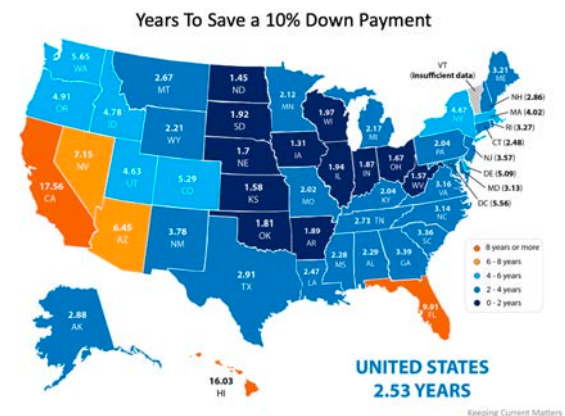 Years To Save a 10% Down Payment
5.65
WA
4.91
OR
4.78
ID
2.67
MT
1.45
ND
2.12
MN
1.97
WI
2.17
MI
VT
(insufficient data)
3.21
ME
NH (2.86)
MA (4.02)
RI (3.27)
CT (2.48)
NJ (3.57)
DE (5.09)
MD (3.13)
DC (5.56)
4.67
NY
2.04
PA
2.21
WY
1.92
SD
1.31
IA
1.7
NE
7.15
NV
4.63
UT
5.29
CO
1.58
KS
2.02
MO
1.94
IL
1.87
IN
1.67
OH
1.57
WV
3.16
VA
2.04
KY
17.56
CA
6.45
AZ
3.78
NM
1.81
OK
1.89
AR
2.73 TN
3.14
NC
3.36
SC
2.91
TX
2.47
LA
2.28
MS
2.29
AL
3.39
GA
9.91
FL
8 years or more
6 - 8 years
4 - 6 years
2 - 4 years
0 - 2 years
2.88
AK
16.03
HI
UNITED STATES
2.53 YEARS
Keeping Current Matters